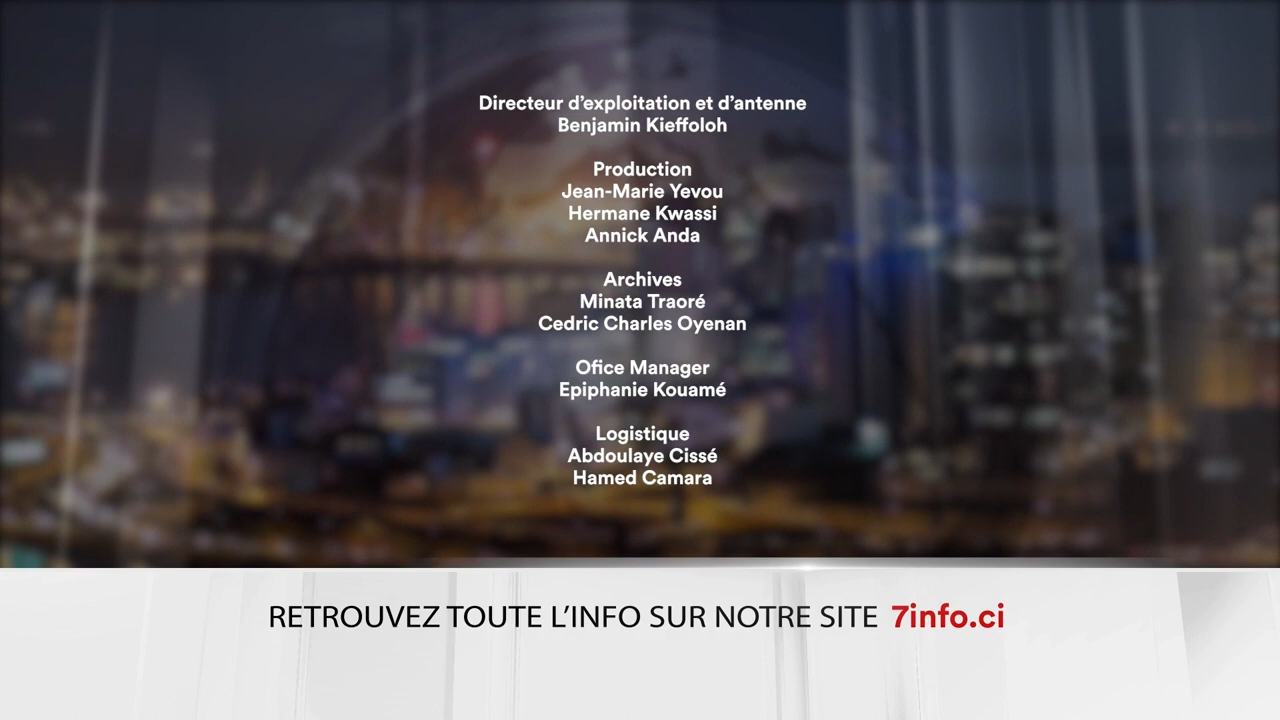 Directeur d’exploitation et d’antenne
Benjamin Kieffoloh
Production
Jean-Marie Yevou
Hermane Kwassi
Annick Anda
Archives
Minata Traoré
Cedric Charles Oyenan
Ofice Manager
Epiphanie Kouamé
Logistique
Abdoulaye Cissé
Hamed Camara
RETROUVEZ TOUTE L’INFO SUR NOTRE SITE 7info.ci